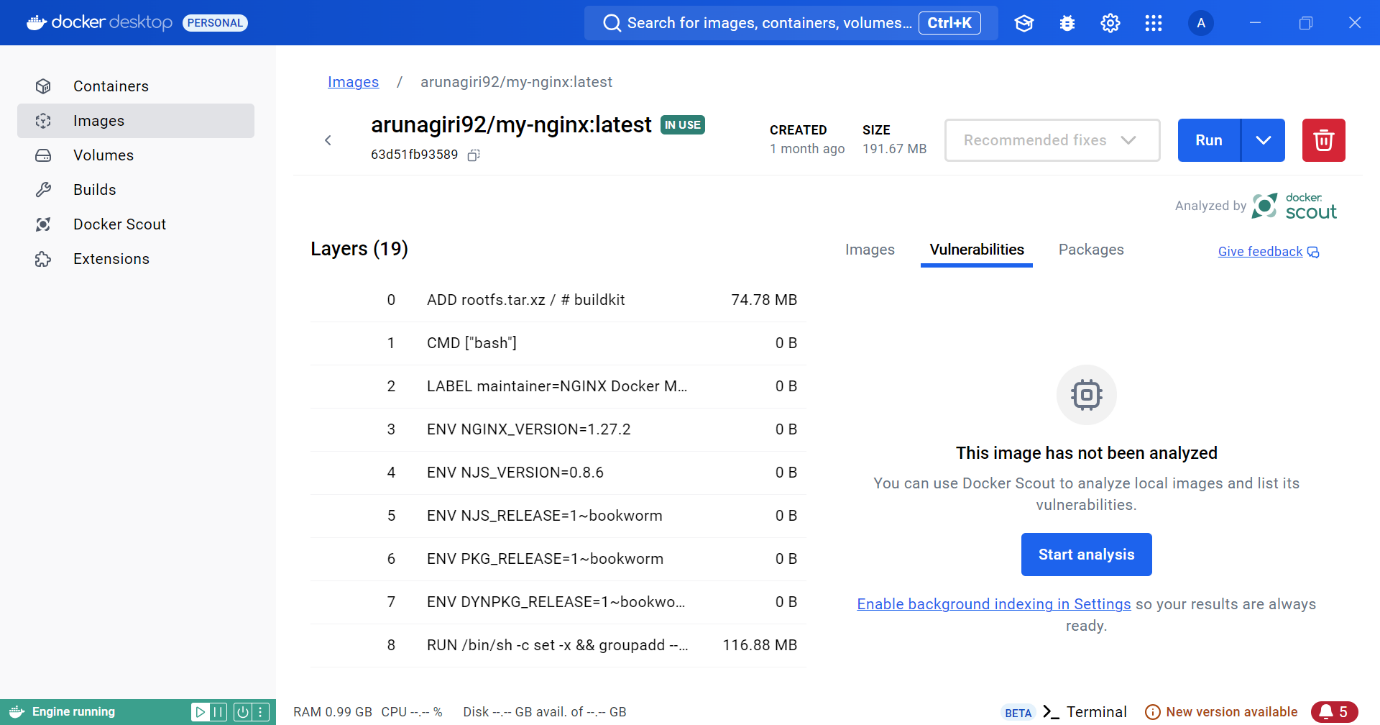 docker desktop PERSONAL
Search for images, containers, volumes... Ctrl+K
A
Containers
Images
Volumes
Builds
Docker Scout
Extensions
Images / arunagiri92/my-nginx:latest
arunagiri92/my-nginx:latest IN USE
63d51fb93589
CREATED
1 month ago
SIZE
191.67 MB
Recommended fixes
Run
Analyzed by docker scout
Layers (19)
Images Vulnerabilities Packages
Give feedback
0 ADD rootfs.tar.xz / # buildkit 74.78 MB
1 CMD ["bash"] 0 B
2 LABEL maintainer=NGINX Docker M... 0 B
3 ENV NGINX_VERSION=1.27.2 0 B
4 ENV NJS_VERSION=0.8.6 0 B
5 ENV NJS_RELEASE=1~bookworm 0 B
6 ENV PKG_RELEASE=1~bookworm 0 B
7 ENV DYNPKG_RELEASE=1~bookwo... 0 B
8 RUN /bin/sh -c set -x && groupadd --... 116.88 MB
This image has not been analyzed
You can use Docker Scout to analyze local images and list its
vulnerabilities.
Start analysis
Enable background indexing in Settings so your results are always
ready.
Engine running
RAM 0.99 GB CPU --.-- % Disk --.-- GB avail. of --.-- GB
BETA >_ Terminal
New version available
5